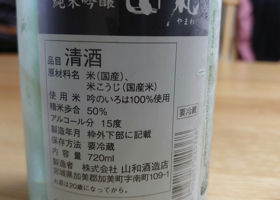 純米吟醸
やまわ
品目 清酒
原材料名 米(国産)、
米こうじ(国産米)
使用米 吟のいろは100%使用
精米歩合 50%
アルコール分 15度
製造年月 枠外下部に記載
保存方法 要冷蔵
内容量 720ml
製造者 株式会社 山和酒造店
宮城県加美郡加美町字南町109-1
お酒は20歳になってから。
要冷蔵